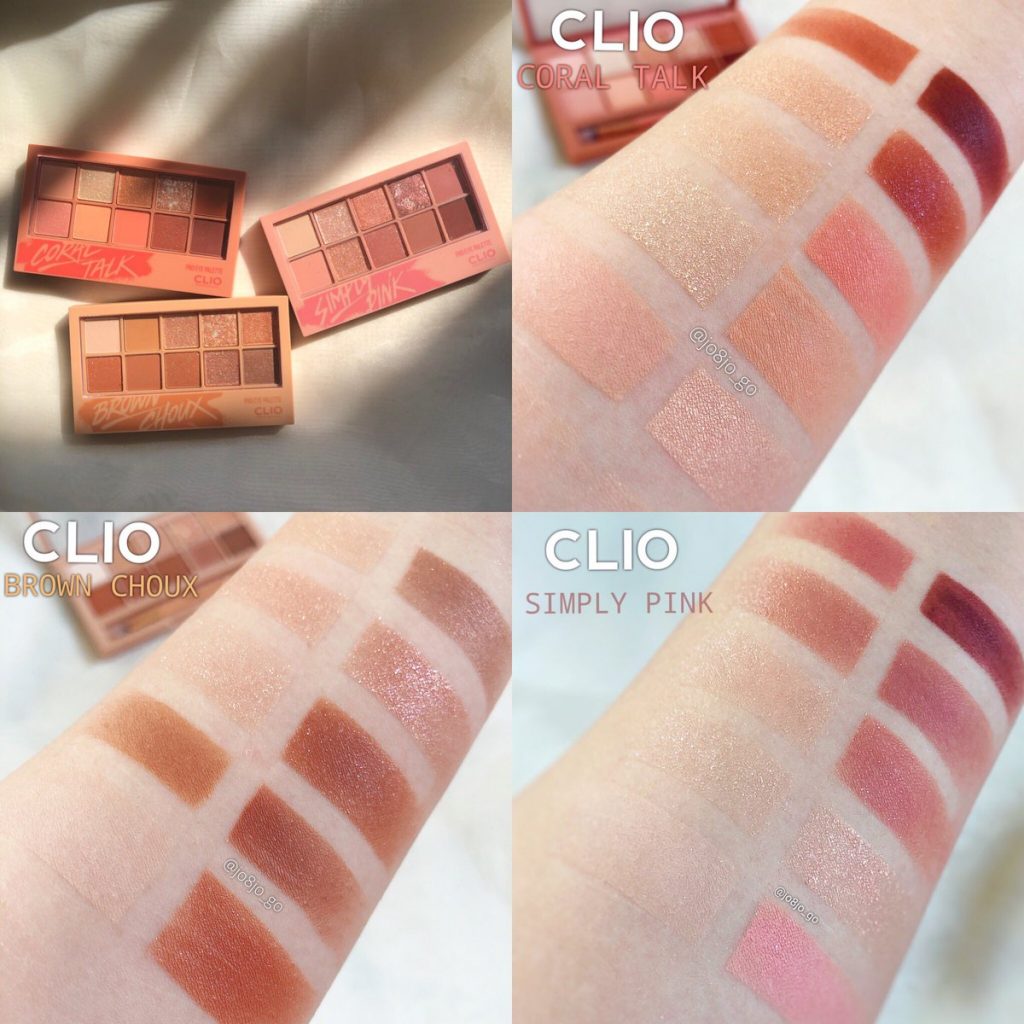 CORAL
TALK
PRO EYE PALETTE
CLIO
SIMPLY
PINK
PRO EYE PALETTE
CLIO
BROWN
CHOUX
PRO EYE PALETTE
CLIO
CLIO
CORAL TALK
@jo8jo_go
CLIO
BROWN CHOUX
@jo8jo_go
CLIO
SIMPLY PINK
@jo8jo_go